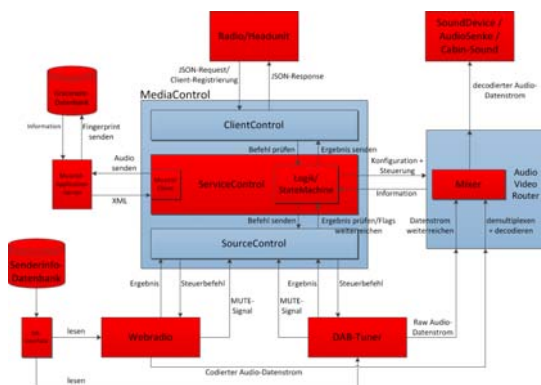 Radio/Headunit
SoundDevice /
AudioSenke /
Cabin-Sound
JSON-Request/
Client-Registrierung
JSON-Response
decodierter Audio-
Datenstrom
MediaControl
Datenbank
ClientControl
Information
Fingerprint
senden
Befehl prüfen
Ergebnis senden
Audio
senden
Konfiguration +
Steuerung
Audio
Video
Router
ServiceControl
Logik/
StateMachine
Mixer
XML
Information
Befehl senden
Ergebnis prüfen/Flags
weiterreichen
Datenstrom
weiterreichen
demultiplexen
+ decodieren
SourceControl
SenderInfo-
Datenbank
Ergebnis
Steuerbefehl
MUTE-
Signal
MUTE-
Signal
Ergebnis
Steuerbefehl
lesen
Webradio
DAB-Tuner
Raw Audio-
Datenstrom
Codierter Audio-Datenstrom
lesen